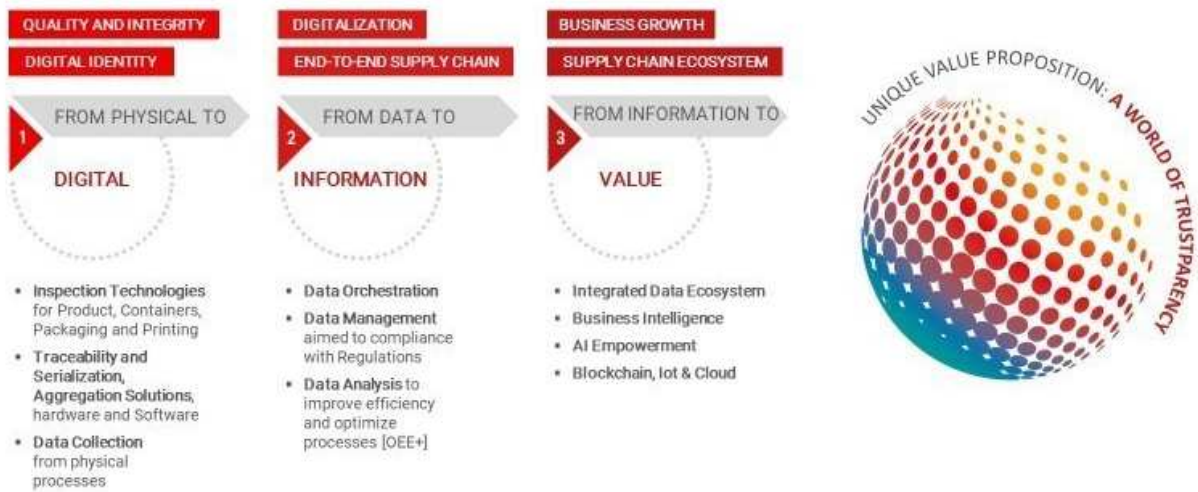 QUALITY AND INTEGRITY
DIGITAL IDENTITY
1
FROM PHYSICAL TO
DIGITAL
• Inspection Technologies
for Product, Containers,
Packaging and Printing
• Traceability and
Serialization,
Aggregation Solutions,
hardware and Software
• Data Collection
from physical
processes
DIGITALIZATION
END-TO-END SUPPLY CHAIN
2
FROM DATA TO
INFORMATION
• Data Orchestration
• Data Management
aimed to compliance
with Regulations
• Data Analysis to
improve efficiency
and optimize
processes [OEE+]
BUSINESS GROWTH
SUPPLY CHAIN ECOSYSTEM
3
FROM INFORMATION TO
VALUE
• Integrated Data Ecosystem
• Business Intelligence
• AI Empowerment
• Blockchain, Iot & Cloud
UNIQUE VALUE PROPOSITION: A WORLD OF TRUSTPARENCY